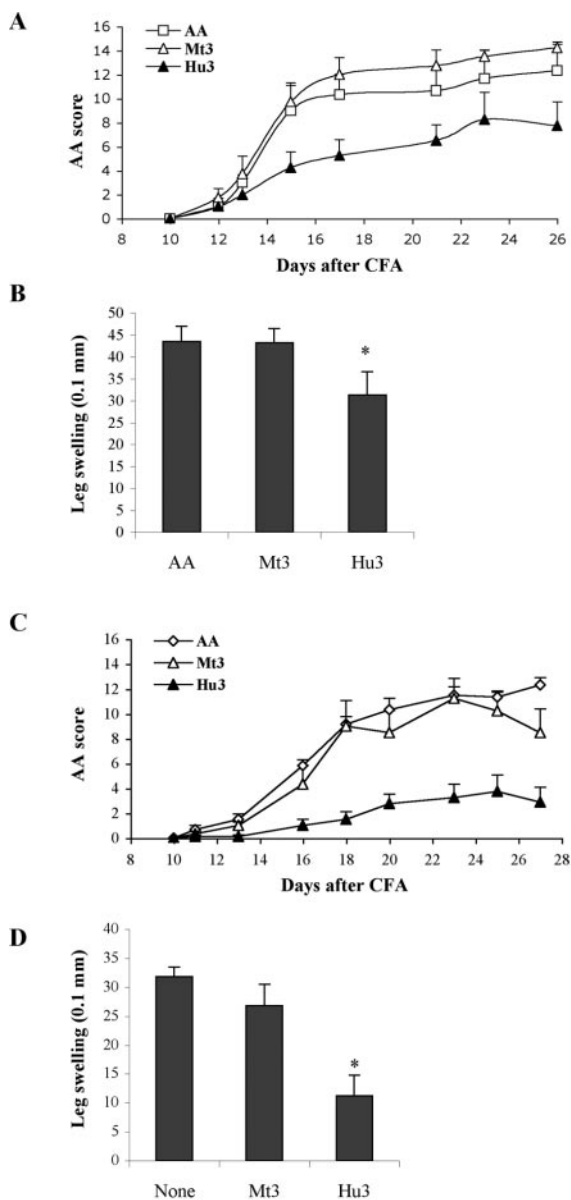 A
AA
Mt3
Hu3
16
14
12
10
8
6
4
2
0
AA score
8 10 12 14 16 18 20 22 24 26
Days after CFA
B
50
45
40
35
30
25
20
15
10
5
0
Leg swelling (0.1 mm)
*
AA Mt3 Hu3
C
AA
Mt3
Hu3
16
14
12
10
8
6
4
2
0
AA score
8 10 12 14 16 18 20 22 24 26 28
Days after CFA
D
40
35
30
25
20
15
10
5
0
Leg swelling (0.1 mm)
*
None Mt3 Hu3